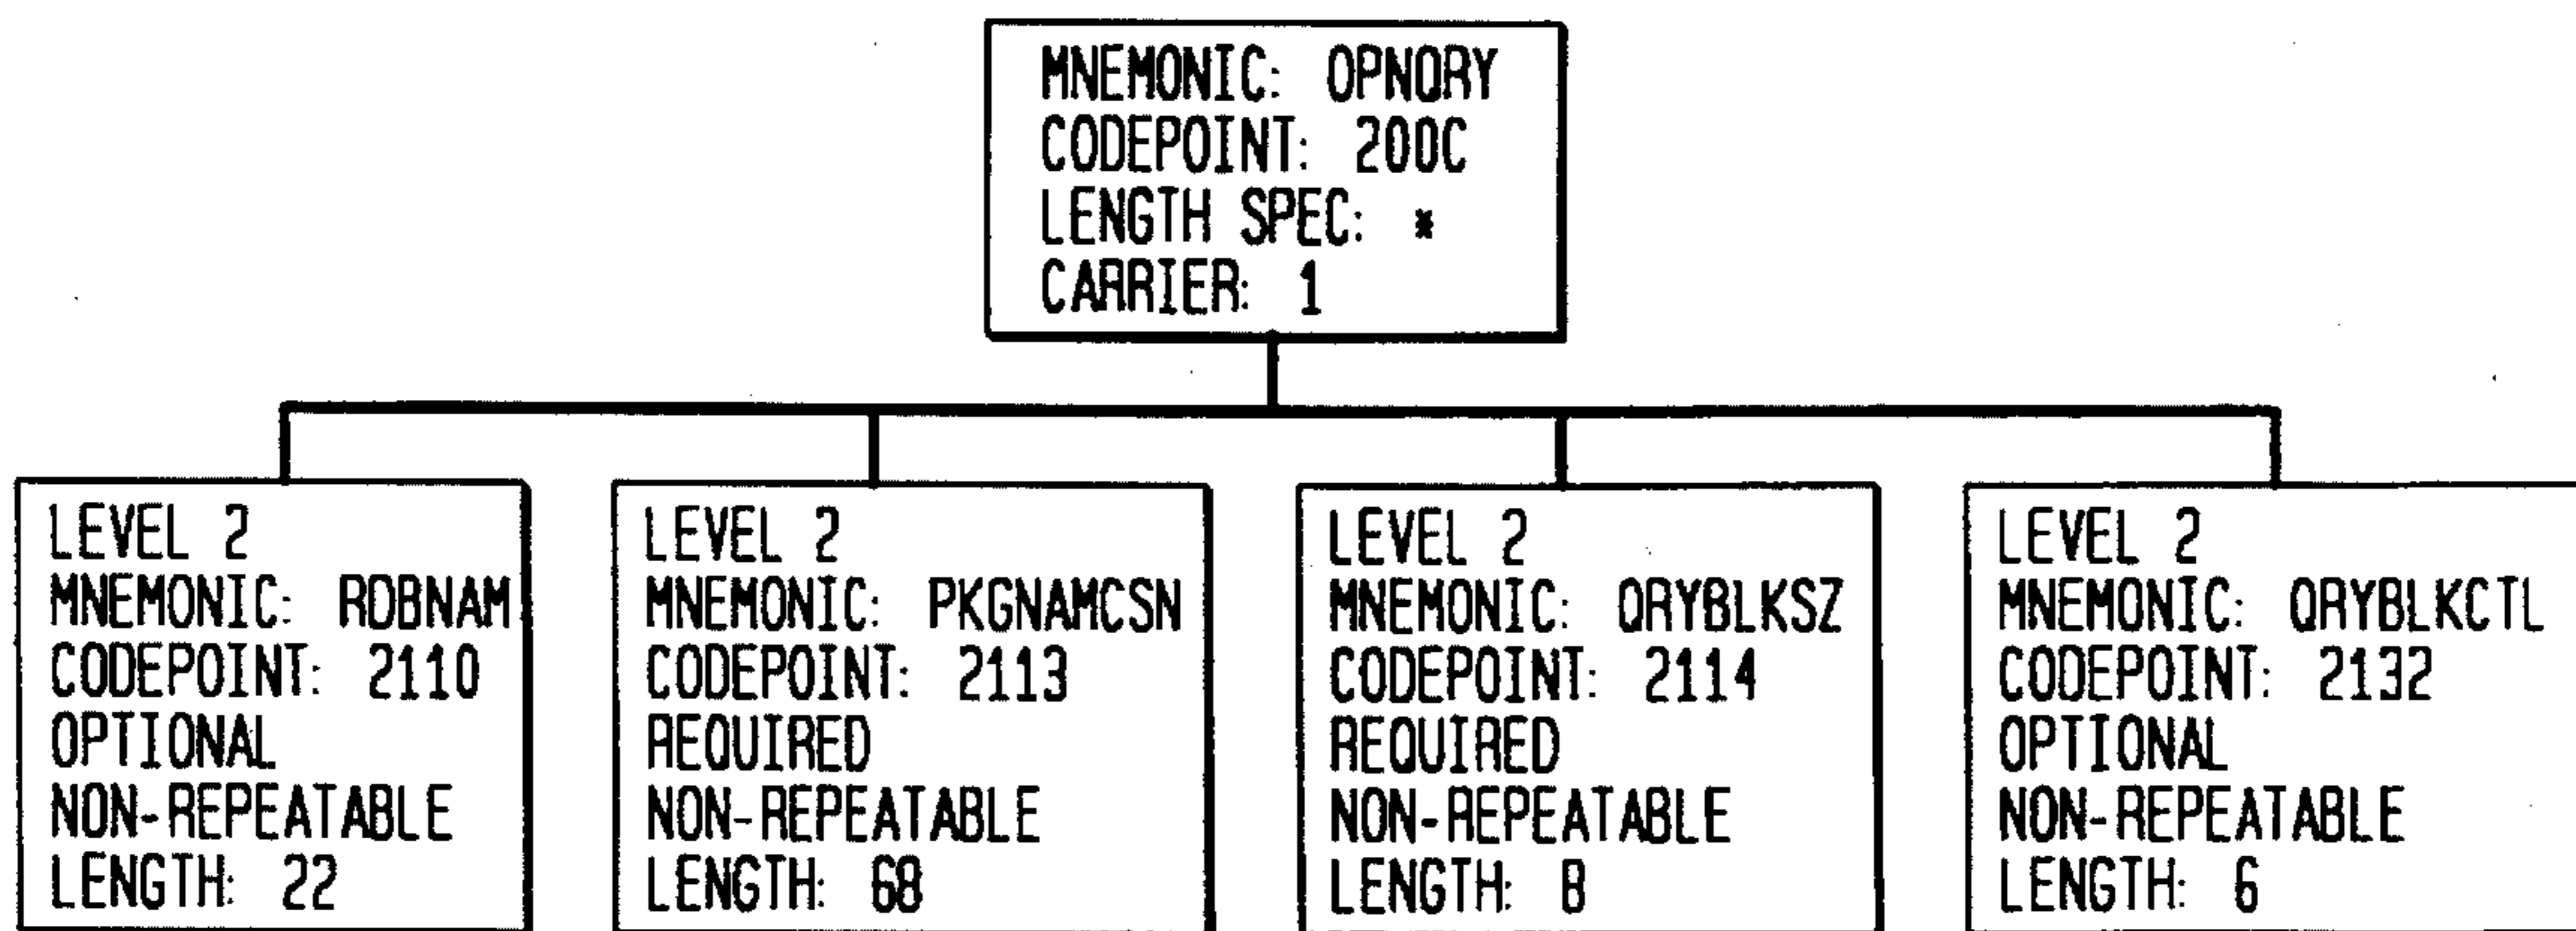 MNEMONIC: OPNQRY
CODEPOINT: 200C
LENGTH SPEC: *
CARRIER: 1
LEVEL 2
MNEMONIC: RDBNAM
CODEPOINT: 2110
OPTIONAL
NON-REPEATABLE
LENGTH: 22
LEVEL 2
MNEMONIC: PKGNAMCSN
CODEPOINT: 2113
REQUIRED
NON-REPEATABLE
LENGTH: 68
LEVEL 2
MNEMONIC: QRYBLKSZ
CODEPOINT: 2114
REQUIRED
NON-REPEATABLE
LENGTH: 8
LEVEL 2
MNEMONIC: QRYBLKCTL
CODEPOINT: 2132
OPTIONAL
NON-REPEATABLE
LENGTH: 6